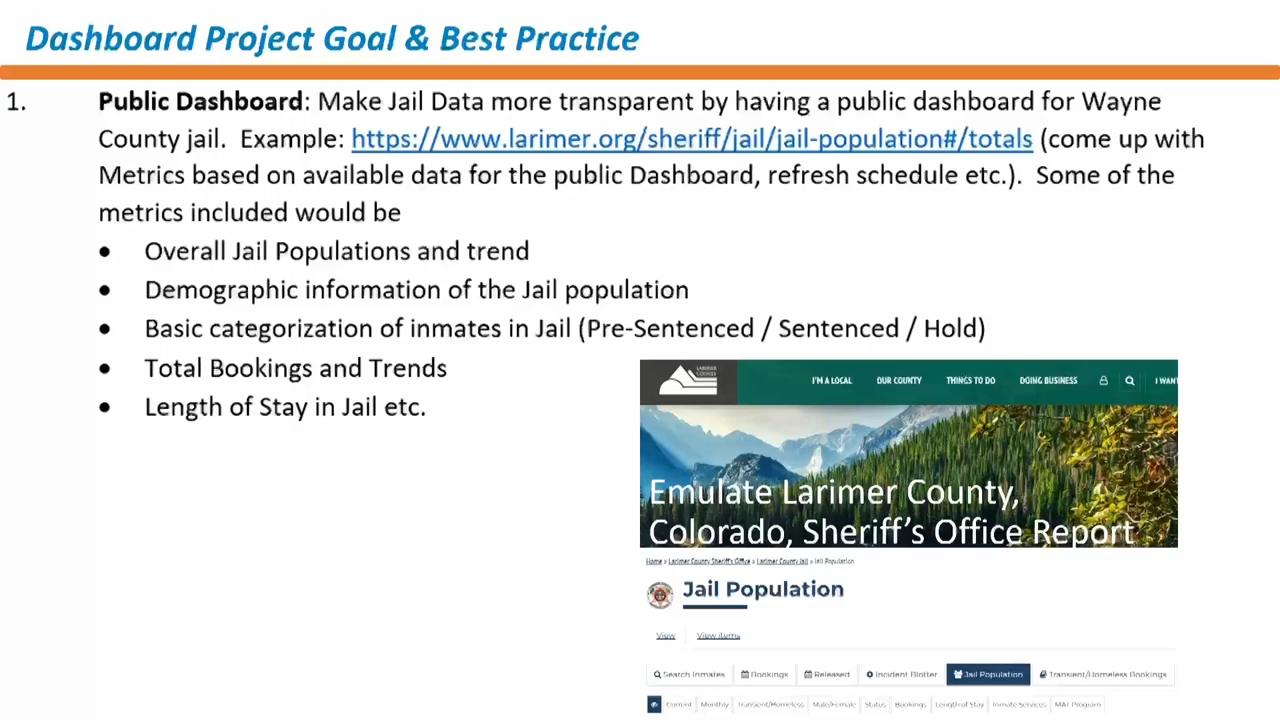 Dashboard Project Goal & Best Practice
1. Public Dashboard: Make Jail Data more transparent by having a public dashboard for Wayne
County jail. Example: https://www.larimer.org/sheriff/jail/jail-population#/totals (come up with
Metrics based on available data for the public Dashboard, refresh schedule etc.). Some of the
metrics included would be
• Overall Jail Populations and trend
• Demographic information of the Jail population
• Basic categorization of inmates in Jail (Pre-Sentenced / Sentenced / Hold)
• Total Bookings and Trends
• Length of Stay in Jail etc.
LARIMER
COUNTY
I'M A LOCAL OUR COUNTY THINGS TO DO DOING BUSINESS I WANT
Emulate Larimer County,
Colorado, Sheriff's Office Report
Home » Larimer County Sheriff's Office » Larimer County Jail » Jail Population
Jail Population
View View items
Search Inmates Bookings Released Incident Blotter Jail Population Transient/Homeless Bookings
Current Monthly Transient/Homeless Male/Female Status Bookings Length of Stay Inmate Services MAT Program